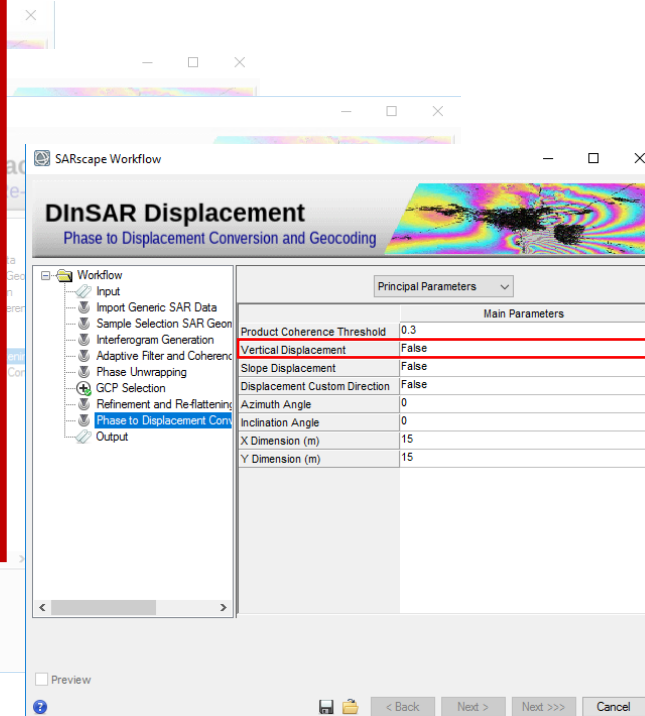 SARscape Workflow
DInSAR Displacement
Phase to Displacement Conversion and Geocoding
Workflow
Input
Import Generic SAR Data
Sample Selection SAR Geom
Interferogram Generation
Adaptive Filter and Coherenc
Phase Unwrapping
GCP Selection
Refinement and Re-flattening
Phase to Displacement Conv
Output
Principal Parameters
Main Parameters
Product Coherence Threshold 0.3
Vertical Displacement False
Slope Displacement False
Displacement Custom Direction False
Azimuth Angle 0
Inclination Angle 0
X Dimension (m) 15
Y Dimension (m) 15
Preview
< Back Next > Next >>> Cancel